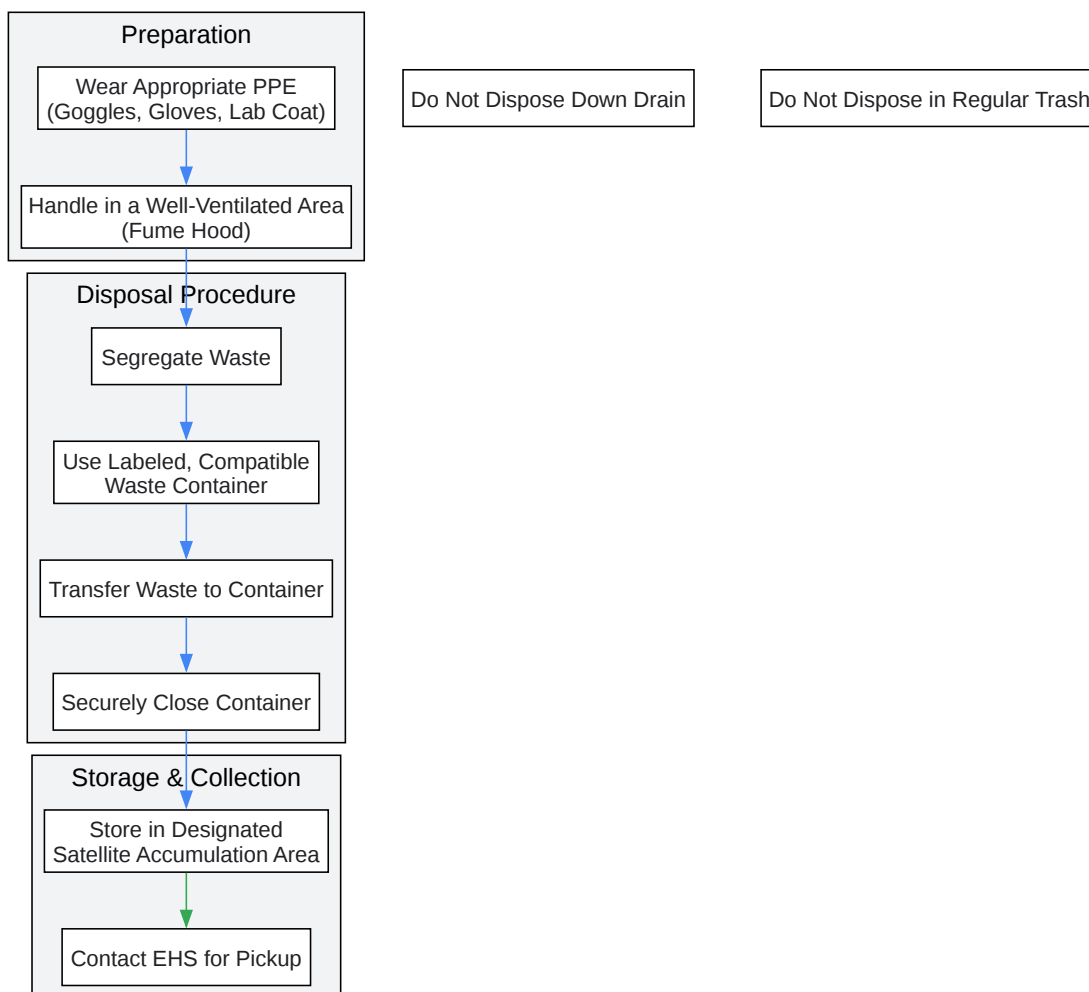 Preparation
Wear Appropriate PPE
(Goggles, Gloves, Lab Coat)
Do Not Dispose Down Drain
Do Not Dispose in Regular Trash
Handle in a Well-Ventilated Area
(Fume Hood)
Disposal Procedure
Segregate Waste
Use Labeled, Compatible
Waste Container
Transfer Waste to Container
Securely Close Container
Storage & Collection
Store in Designated
Satellite Accumulation Area
Contact EHS for Pickup